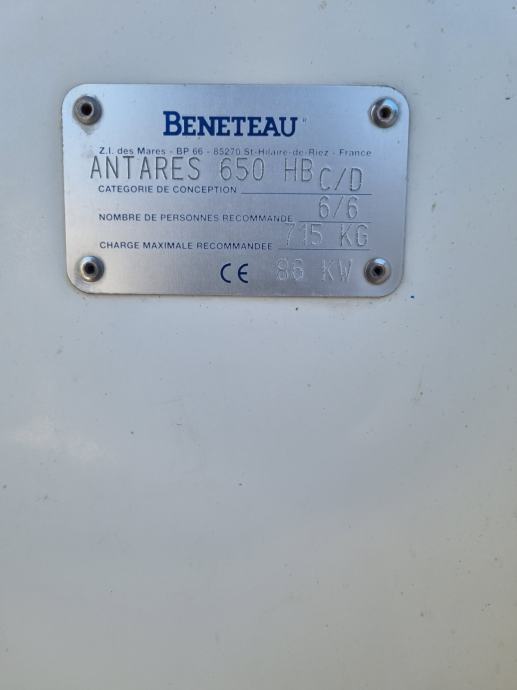 BENETEAU
Z.I. des Mares - BP 66 - 85270 St-Hilaire-de-Riez - France
ANTARES 650 HB
CATEGORIE DE CONCEPTION C/D
NOMBRE DE PERSONNES RECOMMANDE 6/6
CHARGE MAXIMALE RECOMMANDEE 715 KG
CE 86 KW